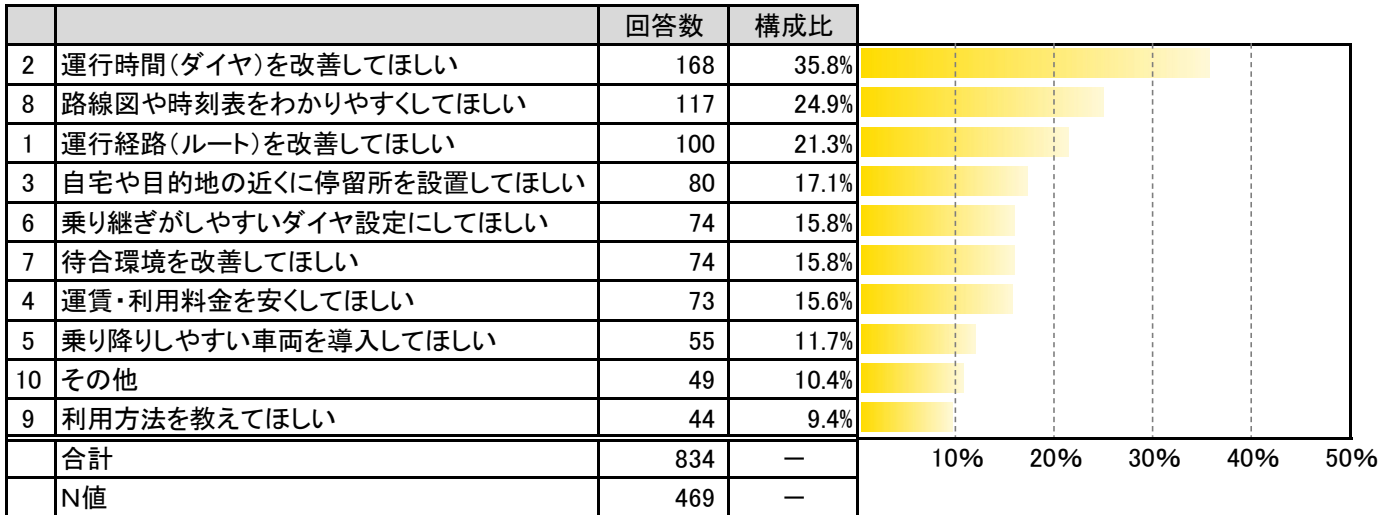 回答数 構成比
2 運行時間（ダイヤ）を改善してほしい 168 35.8%
8 路線図や時刻表をわかりやすくしてほしい 117 24.9%
1 運行経路（ルート）を改善してほしい 100 21.3%
3 自宅や目的地の近くに停留所を設置してほしい 80 17.1%
6 乗り継ぎがしやすいダイヤ設定にしてほしい 74 15.8%
7 待合環境を改善してほしい 74 15.8%
4 運賃・利用料金を安くしてほしい 73 15.6%
5 乗り降りしやすい車両を導入してほしい 55 11.7%
10 その他 49 10.4%
9 利用方法を教えてほしい 44 9.4%
合計 834 －
N値 469 －
10% 20% 30% 40% 50%